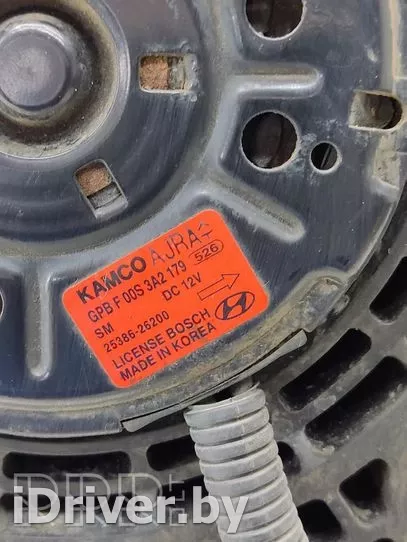 KAMCO AJRA
GPB F 00S 3A2 179 526
SM DC 12V
25386-26200
LICENSE BOSCH
MADE IN KOREA
iDriver.by